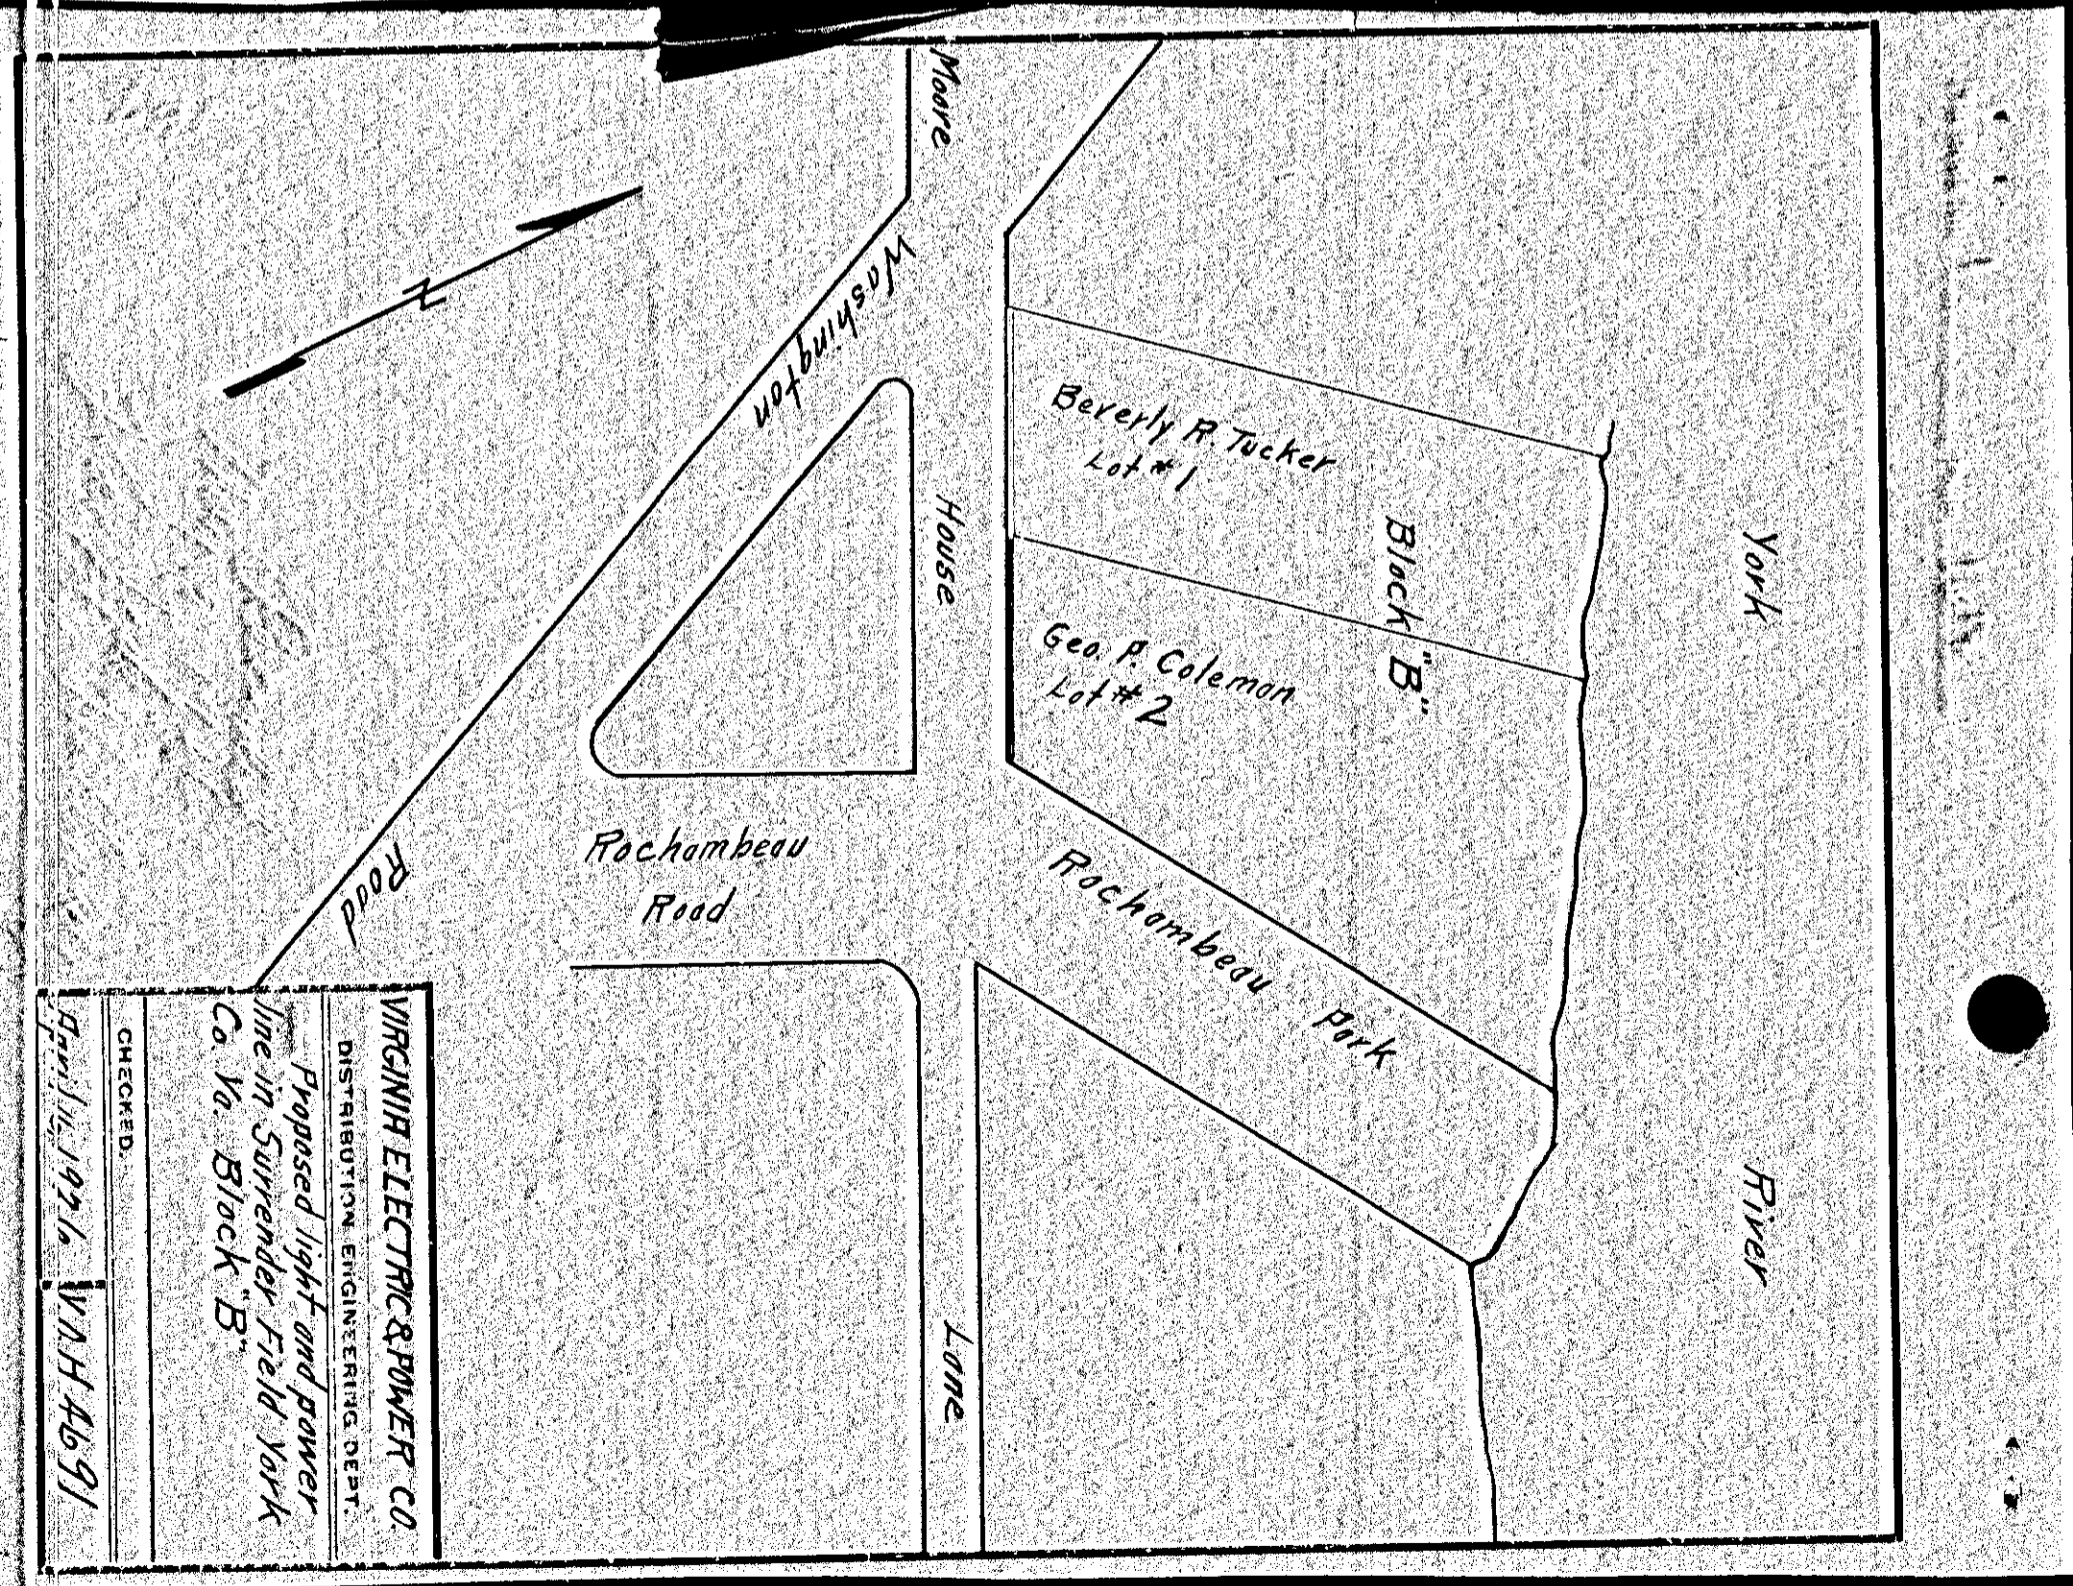 York River
Block "B"
Beverly R. Tucker
Lot # 1
Geo. P. Coleman
Lot # 2
Rochambeau Park
Moore House Lane
Washington Road
Rochambeau
Road
N
VIRGINIA ELECTRIC & POWER CO.
DISTRIBUTION ENGINEERING DEPT.
Proposed light and power
line in Surrender Field York
Co. Va. Block "B"
CHECKED.
1926